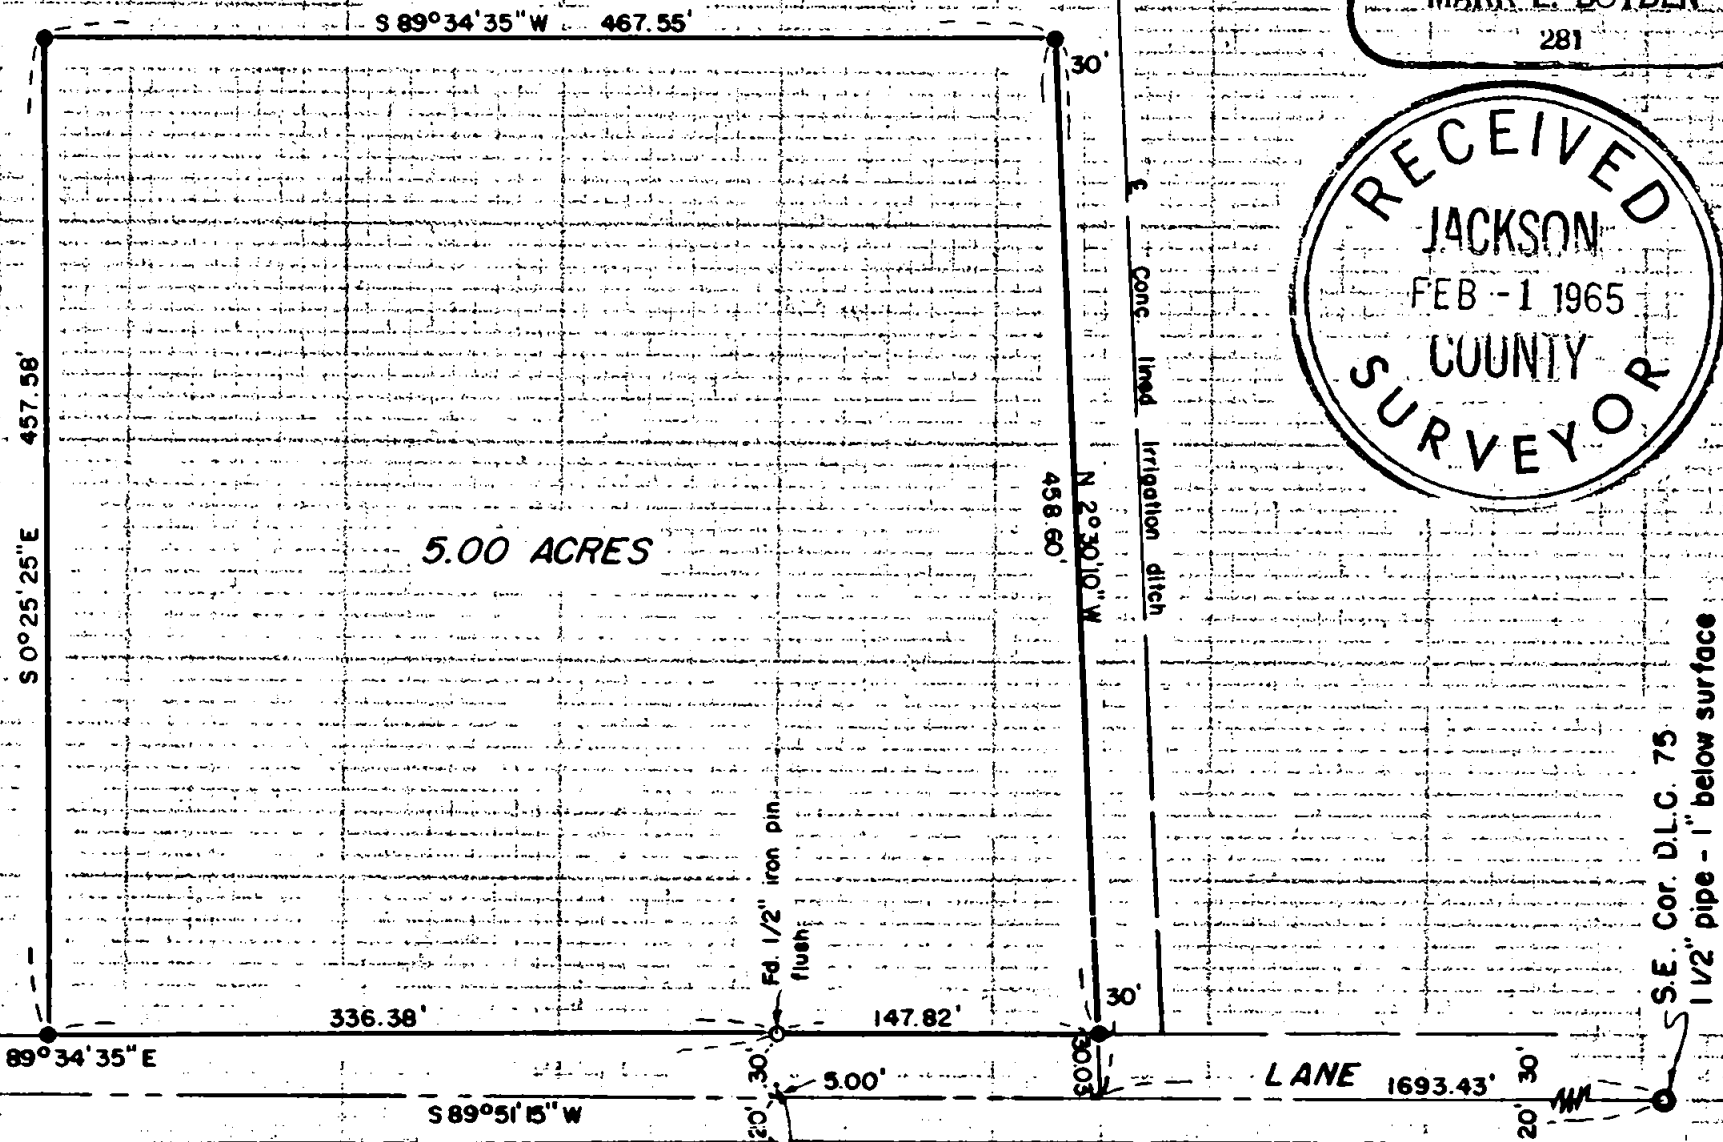 S 89°34'35" W 467.55'
281
30'
RECEIVED
JACKSON
FEB -1 1965
COUNTY
SURVEYOR
Conc. lined irrigation ditch
S 0°25'25" E 457.58'
N 2°30'10" W
458.60'
5.00 ACRES
Fd. 1/2" iron pin
flush
336.38'
147.82'
30'
89°34'35" E
30'
5.00'
30.03
LANE
1693.43'
30'
S 89°51'15" W
20'
20'
S.E. Cor. D.L.C. 75
1 1/2" pipe - 1" below surface